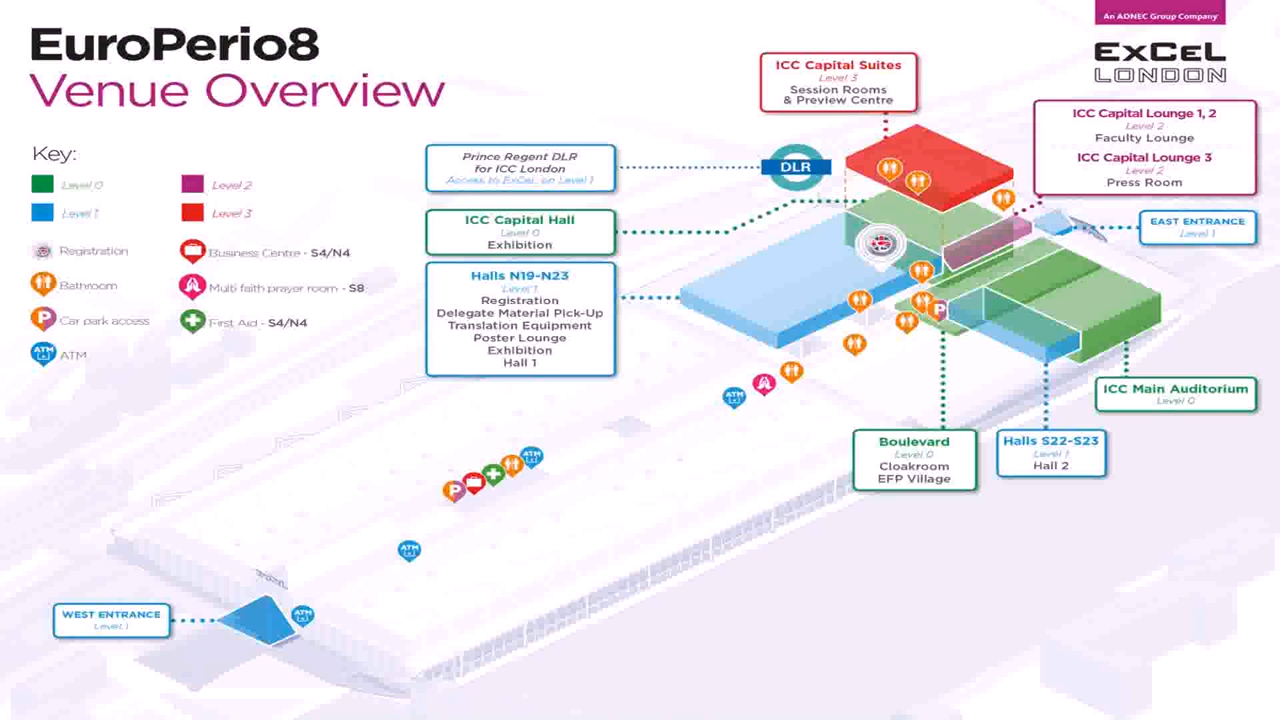 EuroPerio8
Venue Overview
An ADNEC Group Company
EXCEL
LONDON
Key:
Level 0
Level 2
Level 1
Level 3
Registration
Business Centre - S4/N4
Bathroom
Multi faith prayer room - S8
Car park access
First Aid - S4/N4
ATM
ATM
Prince Regent DLR
for ICC London
Access to ExCeL on Level 1
DLR
ICC Capital Suites
Level 3
Session Rooms
& Preview Centre
ICC Capital Lounge 1, 2
Level 2
Faculty Lounge
ICC Capital Lounge 3
Level 2
Press Room
ICC Capital Hall
Level 0
Exhibition
EAST ENTRANCE
Level 1
Halls N19-N23
Level 1
Registration
Delegate Material Pick-Up
Translation Equipment
Poster Lounge
Exhibition
Hall 1
P
P
ICC Main Auditorium
Level 0
ATM
Boulevard
Level 0
Cloakroom
EFP Village
Halls S22-S23
Level 1
Hall 2
ATM
P
ATM
WEST ENTRANCE
Level 1
ATM